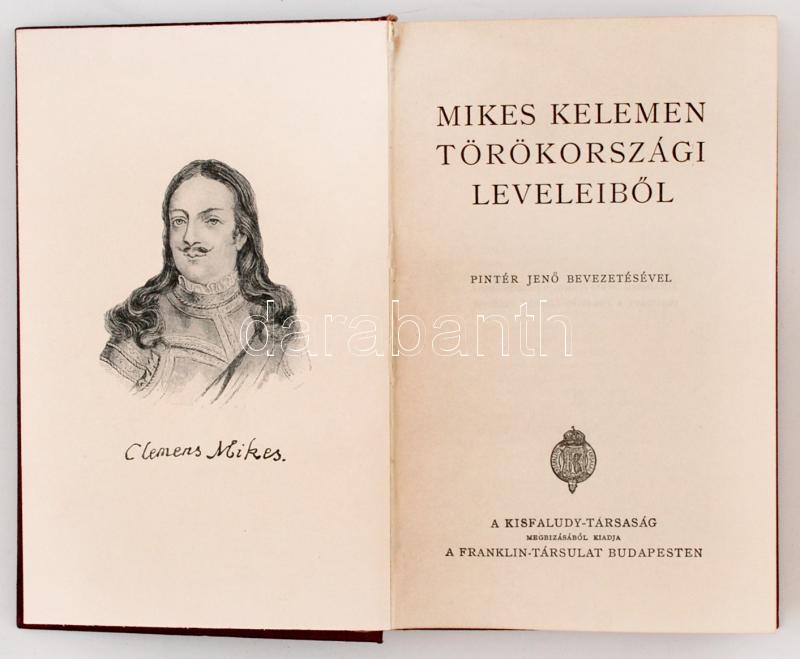 Clemens Mikes.
MIKES KELEMEN
TÖRÖKORSZÁGI
LEVELEIBŐL
PINTÉR JENŐ BEVEZETÉSÉVEL
darabanth
A KISFALUDY-TÁRSASÁG
MEGBIZÁSÁBÓL KIADJA
A FRANKLIN-TÁRSULAT BUDAPESTEN